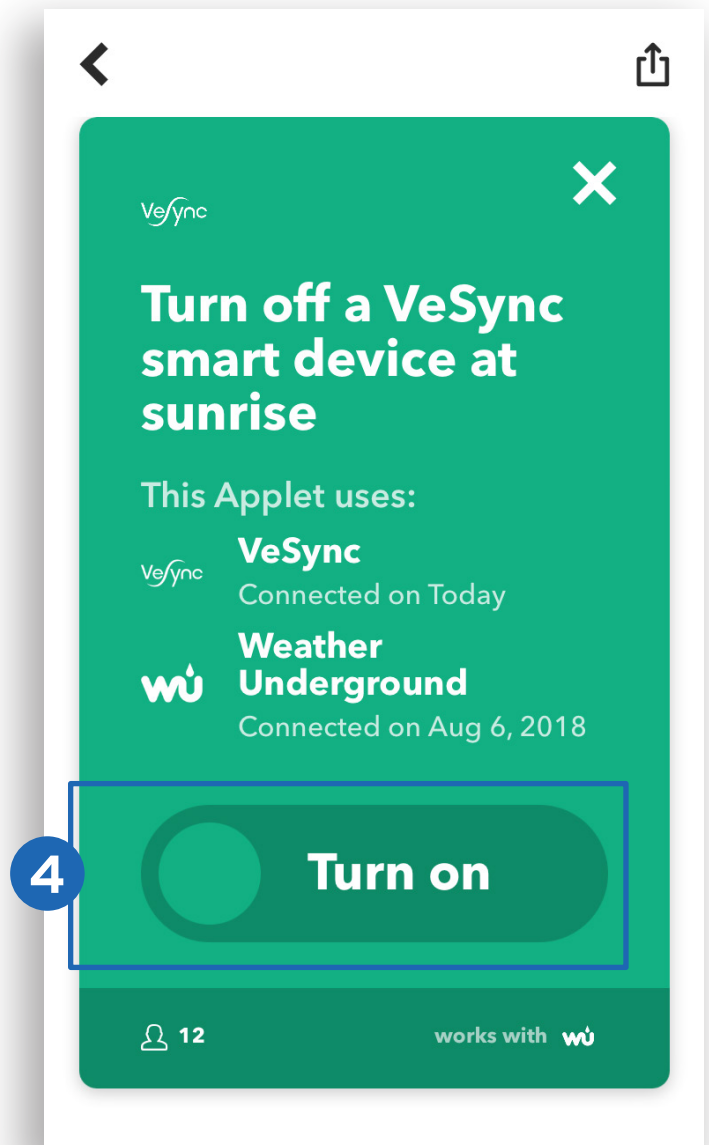 VeSync
Turn off a VeSync
smart device at
sunrise
This Applet uses:
VeSync
VeSync
Connected on Today
wu
Weather
Underground
Connected on Aug 6, 2018
4
Turn on
12
works with wu